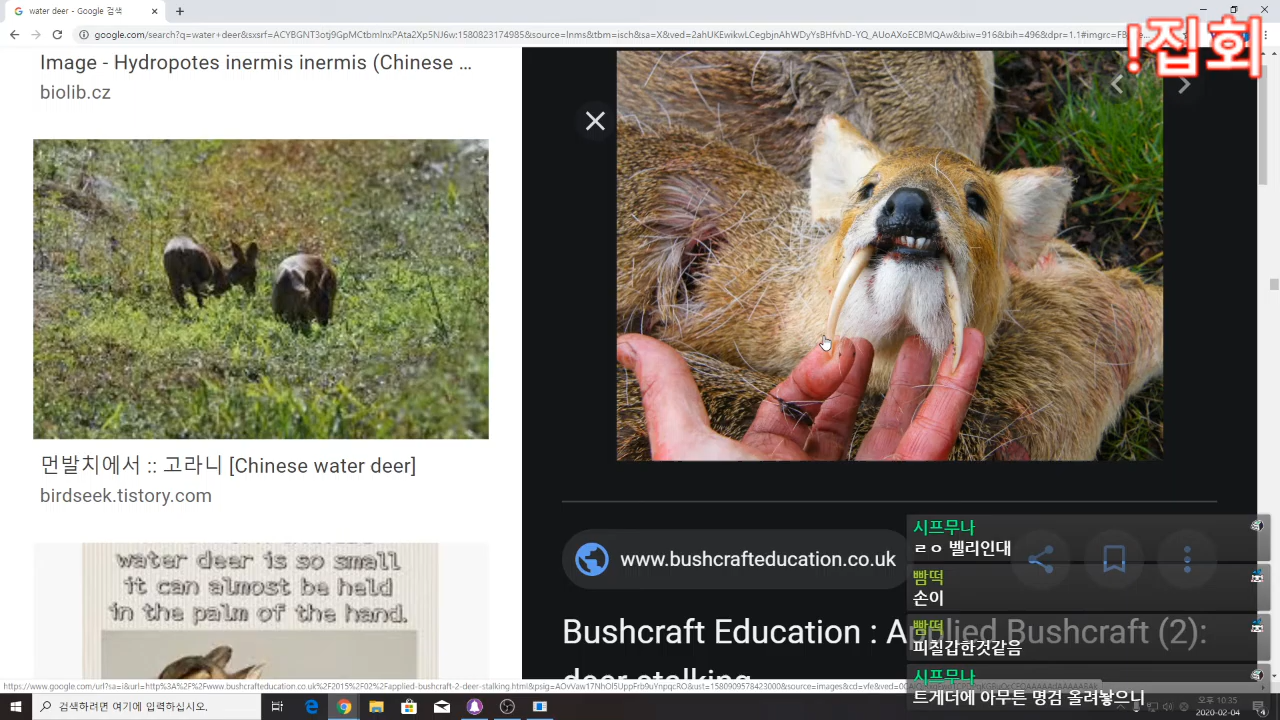 water deer - Google 검색
!집회
Image - Hydropotes inermis inermis (Chinese ...
biolib.cz
먼발치에서 :: 고라니 [Chinese water deer]
birdseek.tistory.com
water deer is so small
it can almost be held
in the palm of the hand.
www.bushcrafteducation.co.uk
Bushcraft Education : Applied Bushcraft (2):
deer stalking
시프무나
ㄹㅇ 벨리인대
빰떡
손이
빰떡
피칠갑한것같음
시프무나
트게더에 아무튼 명검 올려놯으니
검색하려면 여기에 입력하십시오.
오후 10:35
2020-02-04